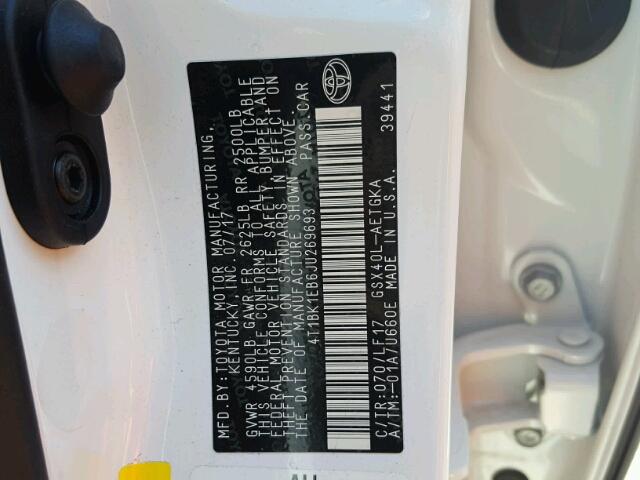 MFD. BY: TOYOTA MOTOR MANUFACTURING,
KENTUCKY, INC. 07/17
GVWR 4590LB GAWR FR 2625LB RR 2500LB
THIS VEHICLE CONFORMS TO ALL APPLICABLE
FEDERAL MOTOR VEHICLE SAFETY BUMPER AND
THEFT PREVENTION STANDARDS IN EFFECT ON
THE DATE OF MANUFACTURE SHOWN ABOVE.
4T1BK1EB6JU269693 PASS.CAR
C/TR:070/LF17 GSX40L-AETGKA
A/TM:-01A/U660E MADE IN U.S.A. 39441